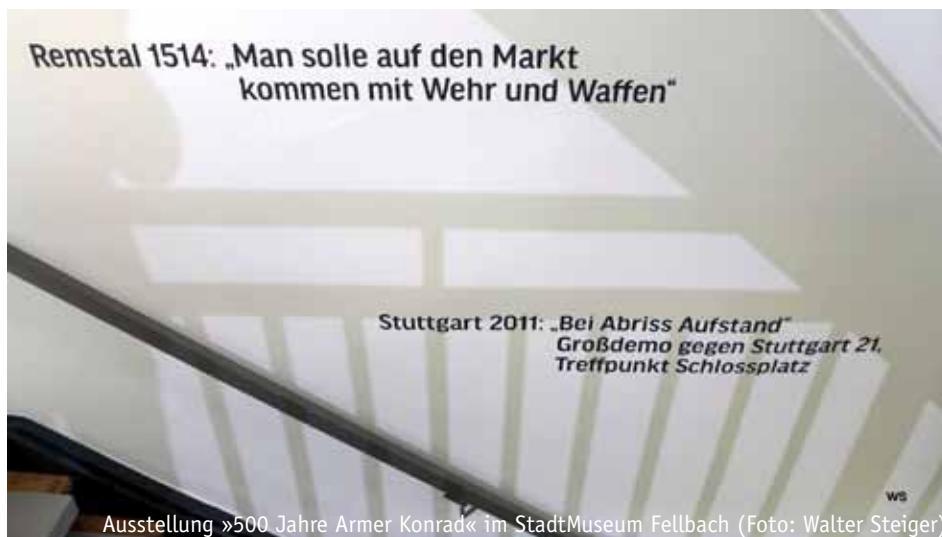 Remstal 1514: „Man solle auf den Markt
kommen mit Wehr und Waffen“
Stuttgart 2011: „Bei Abriss Aufstand“
Großdemo gegen Stuttgart 21,
Treffpunkt Schlossplatz
ws
Ausstellung »500 Jahre Armer Konrad« im StadtMuseum Fellbach (Foto: Walter Steiger)